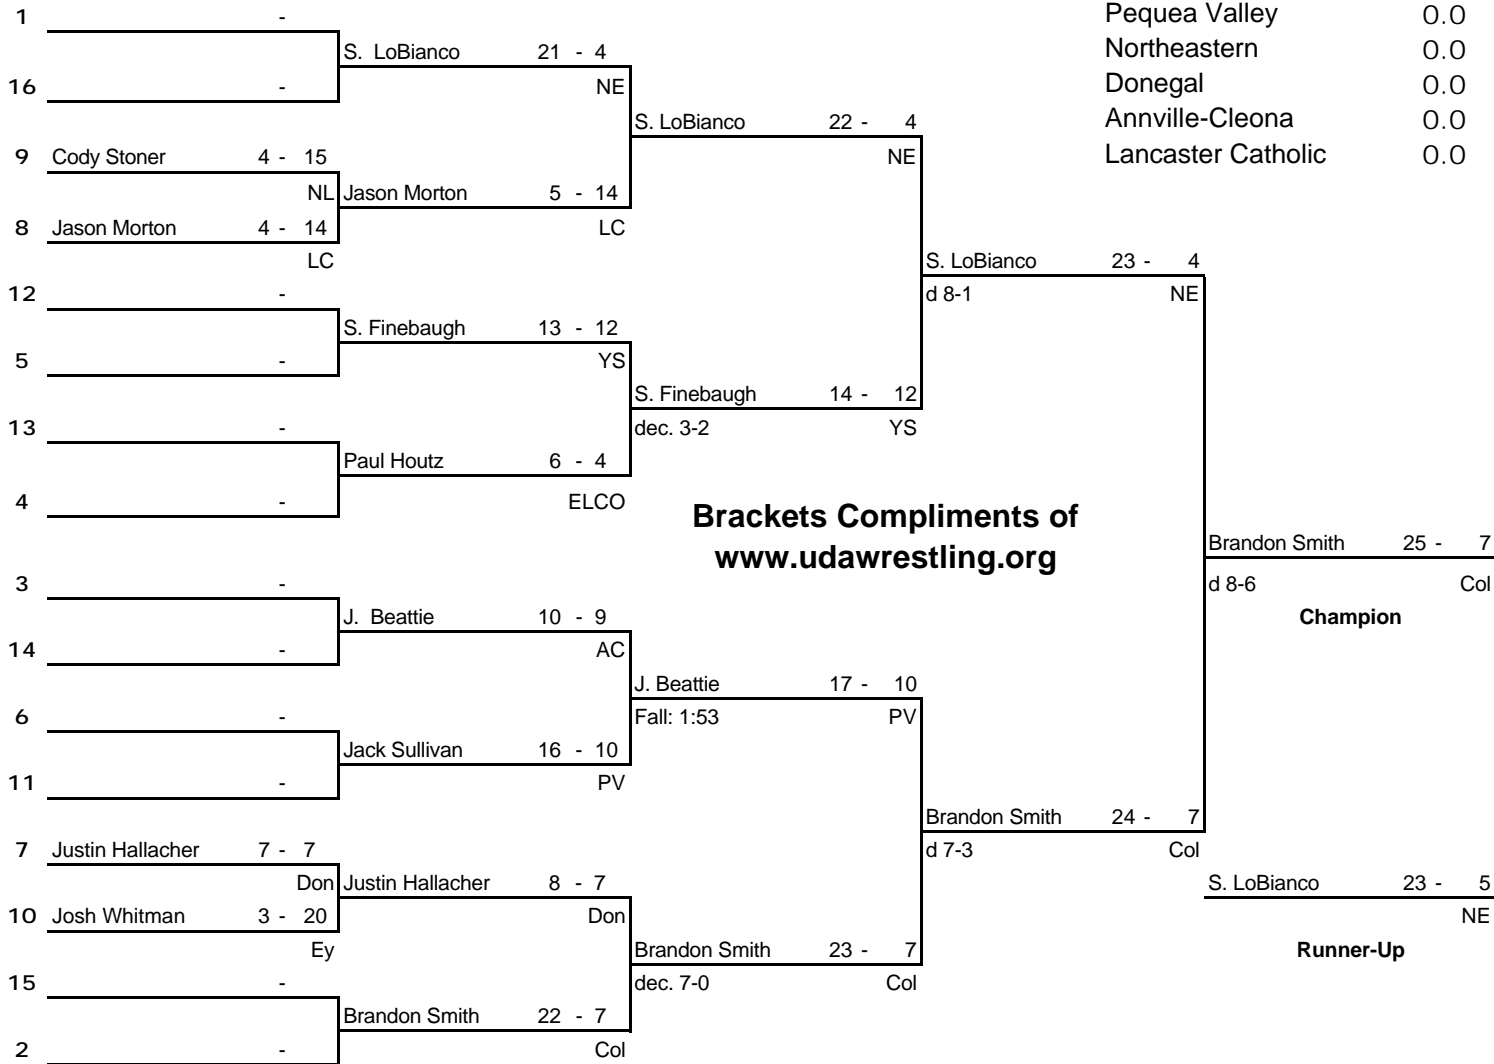 1 -
Pequea Valley 0.0
S. LoBianco 21 - 4
Northeastern 0.0
16 - NE
Donegal 0.0
S. LoBianco 22 - 4
Annville-Cleona 0.0
9 Cody Stoner 4 - 15
NE
Lancaster Catholic 0.0
NL Jason Morton 5 - 14
8 Jason Morton 4 - 14
LC
LC
S. LoBianco 23 - 4
12 -
d 8-1 NE
S. Finebaugh 13 - 12
5 - YS
S. Finebaugh 14 - 12
13 -
dec. 3-2 YS
Paul Houtz 6 - 4
4 - ELCO
Brackets Compliments of
www.udawrestling.org
Brandon Smith 25 - 7
3 -
d 8-6 Col
J. Beattie 10 - 9
Champion
14 - AC
J. Beattie 17 - 10
6 -
Fall: 1:53 PV
Jack Sullivan 16 - 10
11 - PV
Brandon Smith 24 - 7
7 Justin Hallacher 7 - 7
d 7-3 Col
Don Justin Hallacher 8 - 7
S. LoBianco 23 - 5
10 Josh Whitman 3 - 20
Don
NE
Ey
Brandon Smith 23 - 7
Runner-Up
15 -
dec. 7-0 Col
Brandon Smith 22 - 7
2 - Col